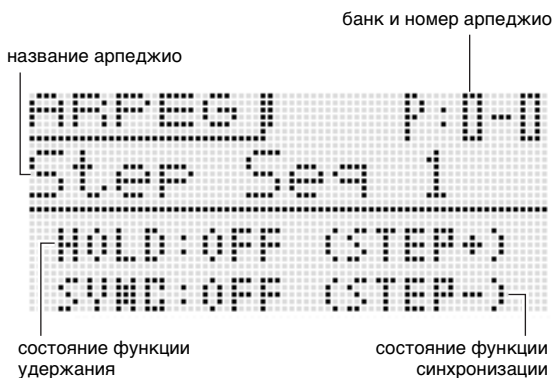 банк и номер арпеджио
название арпеджио
ARPEG P:0-0
Step Seq 1
HOLD:OFF (STEP+)
SYNC:OFF (STEP-)
состояние функции удержания
состояние функции синхронизации